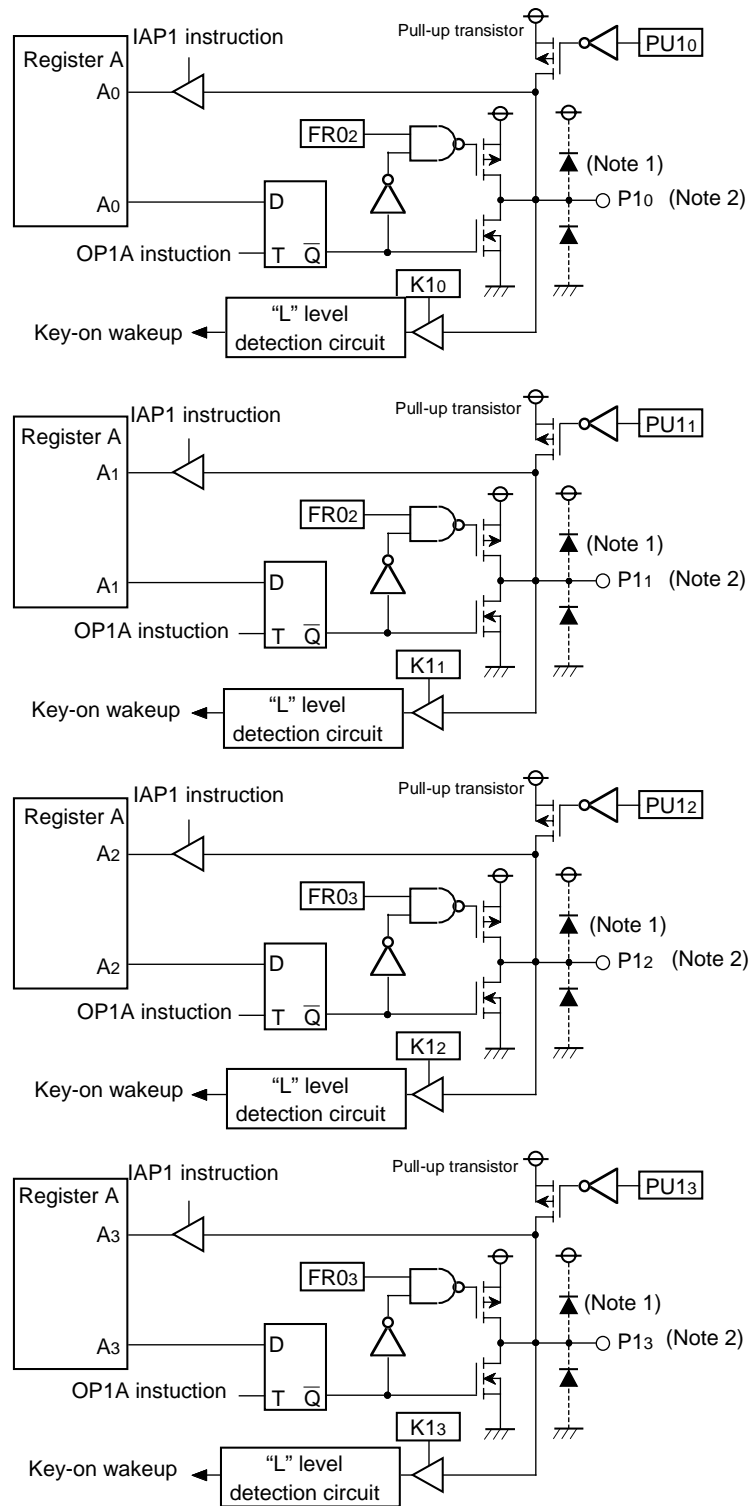 IAP1 instruction
Pull-up transistor
Register A
PU10
A0
FR02
(Note 1)
A0
D
P10 (Note 2)
OP1A instuction
T Q
K10
Key-on wakeup
“L” level
detection circuit
IAP1 instruction
Pull-up transistor
Register A
PU11
A1
FR02
(Note 1)
A1
D
P11 (Note 2)
OP1A instuction
T Q
K11
Key-on wakeup
“L” level
detection circuit
IAP1 instruction
Pull-up transistor
Register A
PU12
A2
FR03
(Note 1)
A2
D
P12 (Note 2)
OP1A instuction
T Q
K12
Key-on wakeup
“L” level
detection circuit
IAP1 instruction
Pull-up transistor
Register A
PU13
A3
FR03
(Note 1)
A3
D
P13 (Note 2)
OP1A instuction
T Q
K13
Key-on wakeup
“L” level
detection circuit